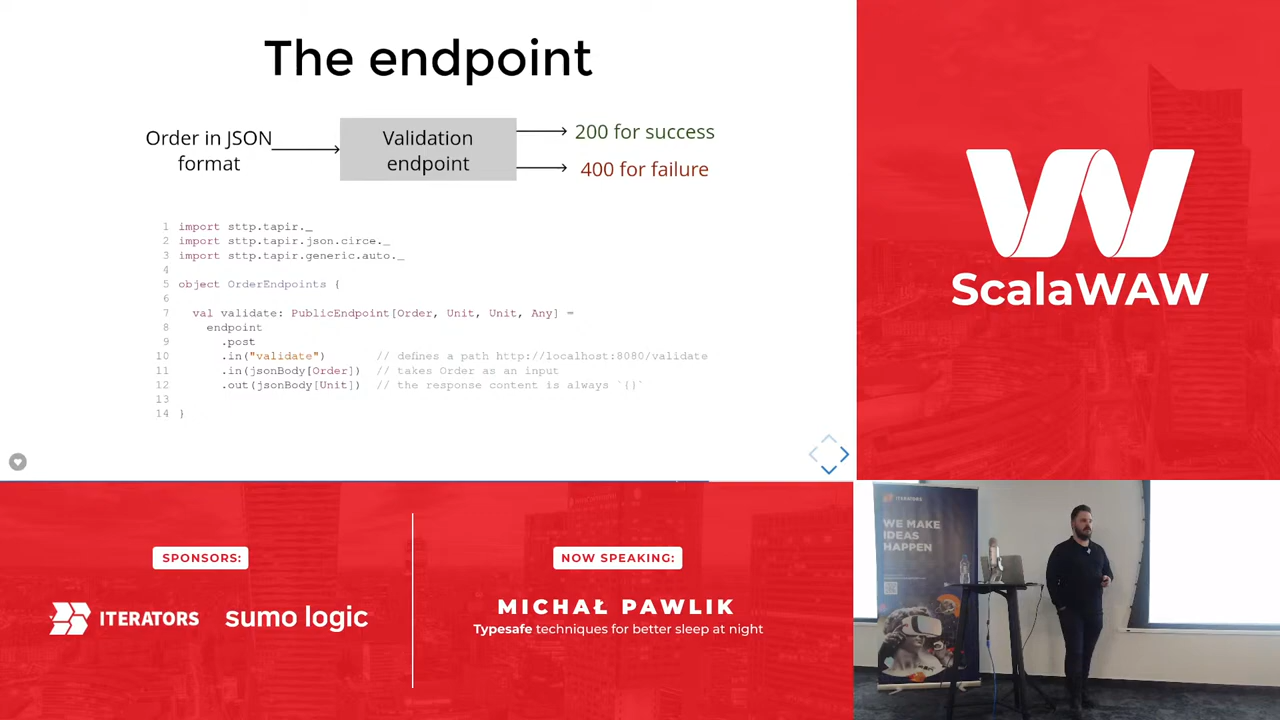 The endpoint
Order in JSON
format
Validation
endpoint
200 for success
400 for failure
1 import sttp.tapir._
2 import sttp.tapir.json.circe._
3 import sttp.tapir.generic.auto._
4
5 object OrderEndpoints {
6
7 val validate: PublicEndpoint[Order, Unit, Unit, Any] =
8 endpoint
9 .post
10 .in("validate") // defines a path http://localhost:8080/validate
11 .in(jsonBody[Order]) // takes Order as an input
12 .out(jsonBody[Unit]) // the response content is always `{}`
13
14 }
ScalaWAW
SPONSORS:
ITERATORS
sumo logic
NOW SPEAKING:
MICHAŁ PAWLIK
Typesafe techniques for better sleep at night
ITERATORS
WE MAKE
IDEAS
HAPPEN